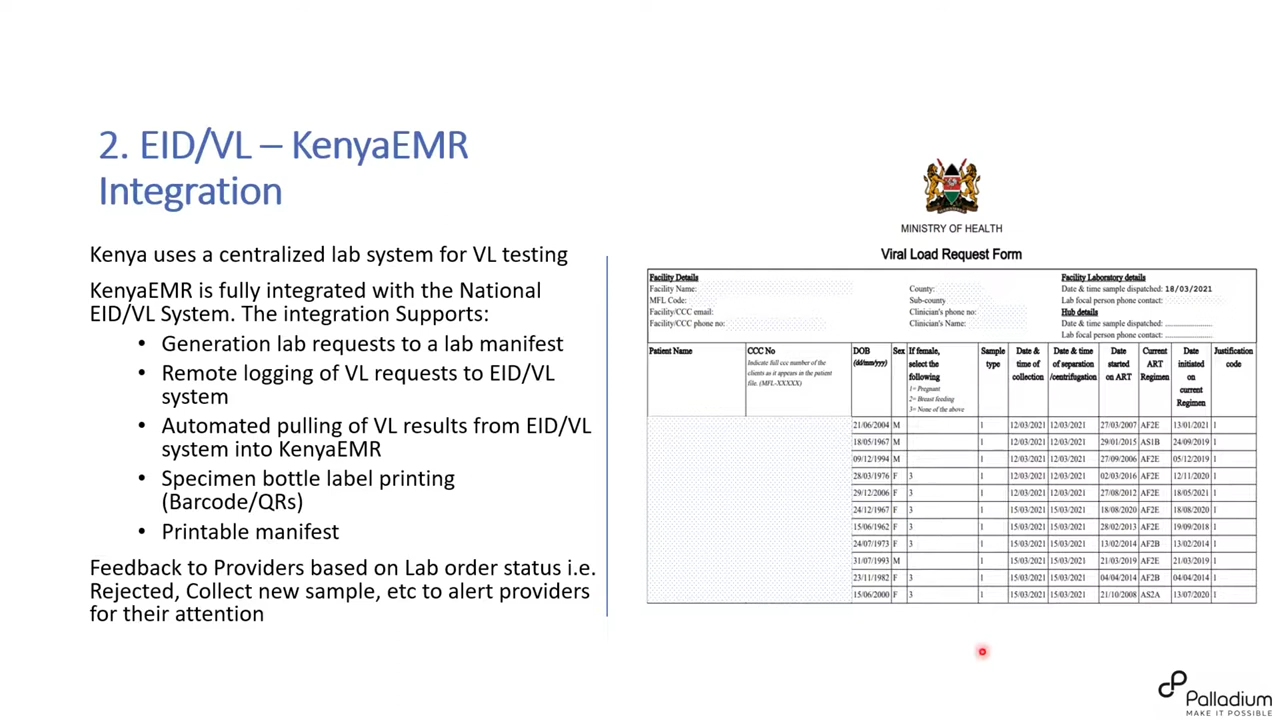 2. EID/VL – KenyaEMR
Integration
Kenya uses a centralized lab system for VL testing
KenyaEMR is fully integrated with the National
EID/VL System. The integration Supports:
• Generation lab requests to a lab manifest
• Remote logging of VL requests to EID/VL
system
• Automated pulling of VL results from EID/VL
system into KenyaEMR
• Specimen bottle label printing
(Barcode/QRs)
• Printable manifest
Feedback to Providers based on Lab order status i.e.
Rejected, Collect new sample, etc to alert providers
for their attention
MINISTRY OF HEALTH
Viral Load Request Form
Facility Details
Facility Name:
MFL Code:
Facility/CCC email:
Facility/CCC phone no:
County:
Sub-county
Clinician's phone no:
Clinician's Name:
Facility Laboratory details
Date & time sample dispatched: 18/03/2021
Lab focal person phone contact:
Hub details
Date & time sample dispatched: ......................
Lab focal person phone contact:......................
Patient Name
CCC No
Indicate full ccc number of the
clients as it appears in the patient
file. (MFL-XXXXX)
DOB
(dd/mm/yyy)
Sex
If female,
select the
following
1= Pregnant
2= Breast feeding
3= None of the above
Sample
type
Date &
time of
collection
Date & time
of separation
/centrifugation
Date
started
on ART
Current
ART
Regimen
Date
initiated
on
current
Regimen
Justification
code
21/06/2004 M 1 12/03/2021 12/03/2021 27/03/2007 AF2E 13/01/2021 1
18/05/1967 M 1 12/03/2021 12/03/2021 29/01/2015 AS1B 24/09/2019 1
09/12/1994 M 1 12/03/2021 12/03/2021 27/09/2006 AF2E 05/12/2019 1
28/03/1976 F 3 1 12/03/2021 12/03/2021 02/03/2016 AF2E 12/11/2020 1
29/12/2006 F 3 1 12/03/2021 12/03/2021 27/08/2012 AF2E 18/05/2021 1
24/12/1967 F 3 1 15/03/2021 15/03/2021 18/08/2020 AF2E 18/08/2020 1
15/06/1962 F 3 1 15/03/2021 15/03/2021 28/02/2013 AF2E 19/09/2018 1
24/07/1973 F 3 1 15/03/2021 15/03/2021 13/02/2014 AF2B 13/02/2014 1
31/07/1993 M 1 15/03/2021 15/03/2021 21/03/2019 AF2E 21/03/2019 1
23/11/1982 F 3 1 15/03/2021 15/03/2021 04/04/2014 AF2B 04/04/2014 1
15/06/2000 F 3 1 15/03/2021 15/03/2021 21/10/2008 AS2A 13/07/2020 1
Palladium
MAKE IT POSSIBLE